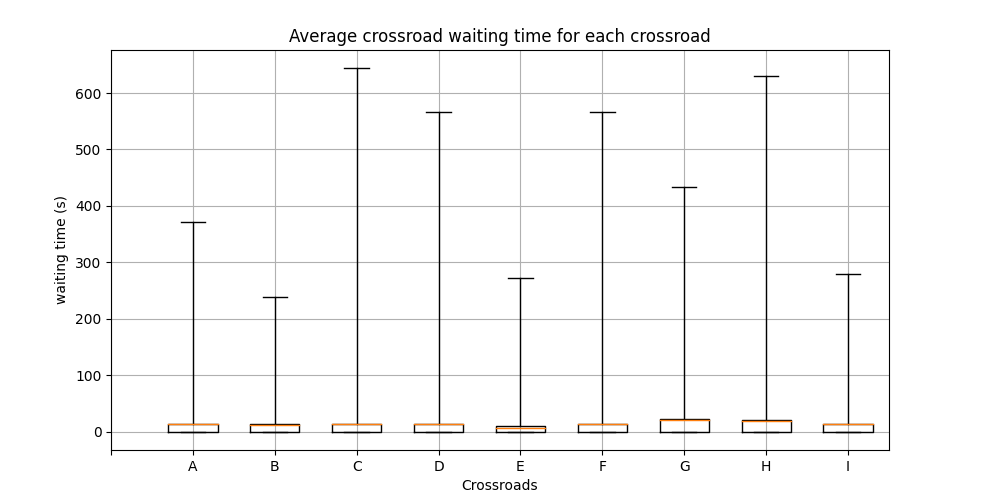 Average crossroad waiting time for each crossroad
600
500
400
300
200
100
0
waiting time (s)
A B C D E F G H I
Crossroads